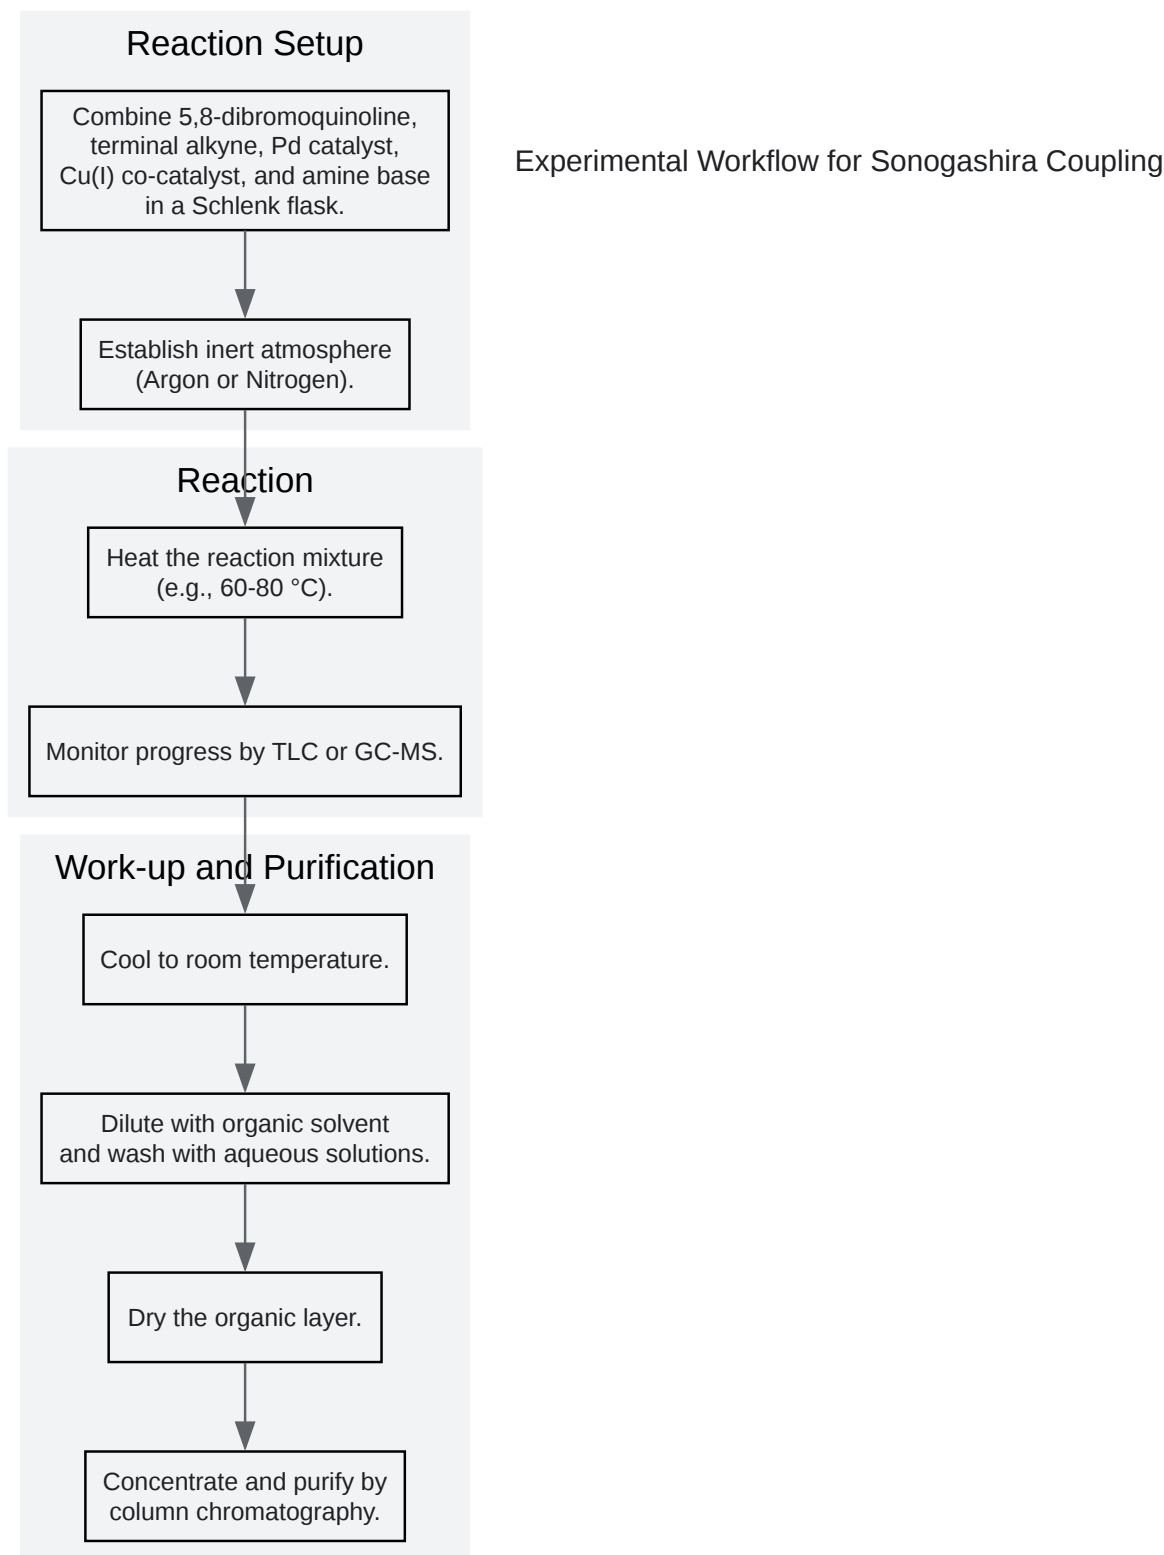 Reaction Setup
Combine 5,8-dibromoquinoline,
terminal alkyne, Pd catalyst,
Cu(I) co-catalyst, and amine base
in a Schlenk flask.
Experimental Workflow for Sonogashira Coupling
Establish inert atmosphere
(Argon or Nitrogen).
Reaction
Heat the reaction mixture
(e.g., 60-80 °C).
Monitor progress by TLC or GC-MS.
Work-up and Purification
Cool to room temperature.
Dilute with organic solvent
and wash with aqueous solutions.
Dry the organic layer.
Concentrate and purify by
column chromatography.